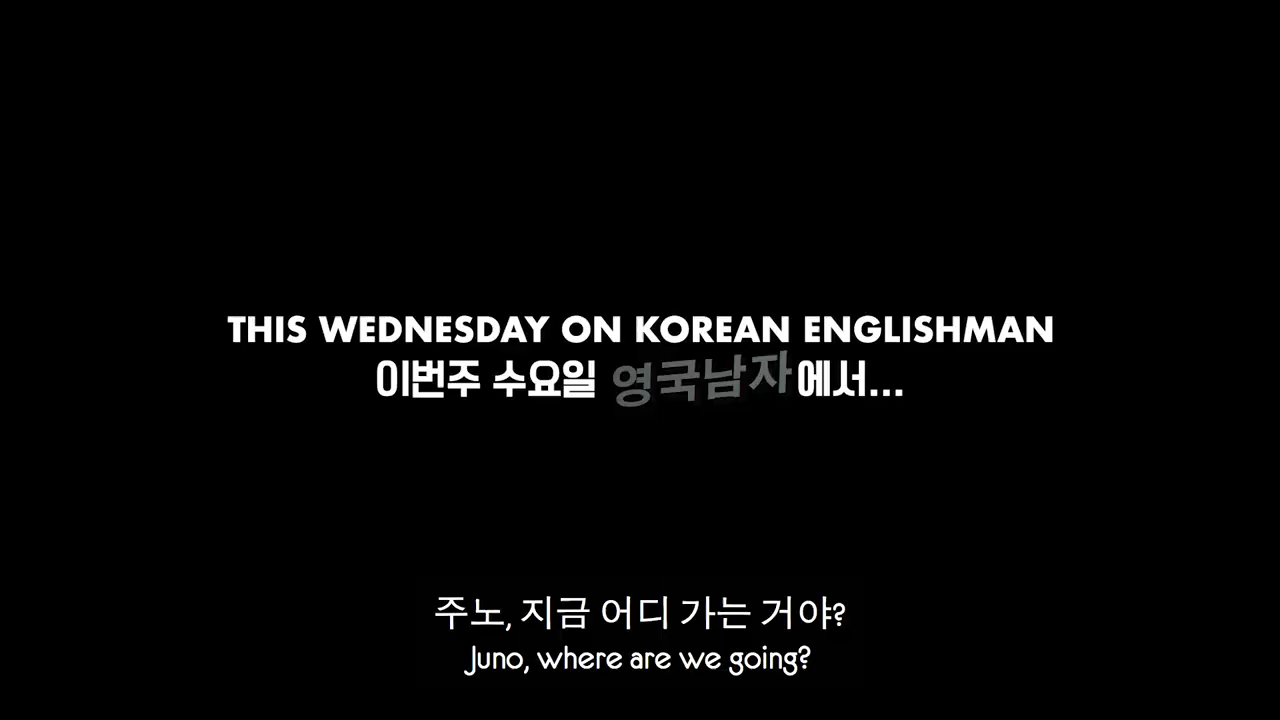 THIS WEDNESDAY ON KOREAN ENGLISHMAN
이번주 수요일 영국남자에서...
주노, 지금 어디 가는 거야?
Juno, where are we going?